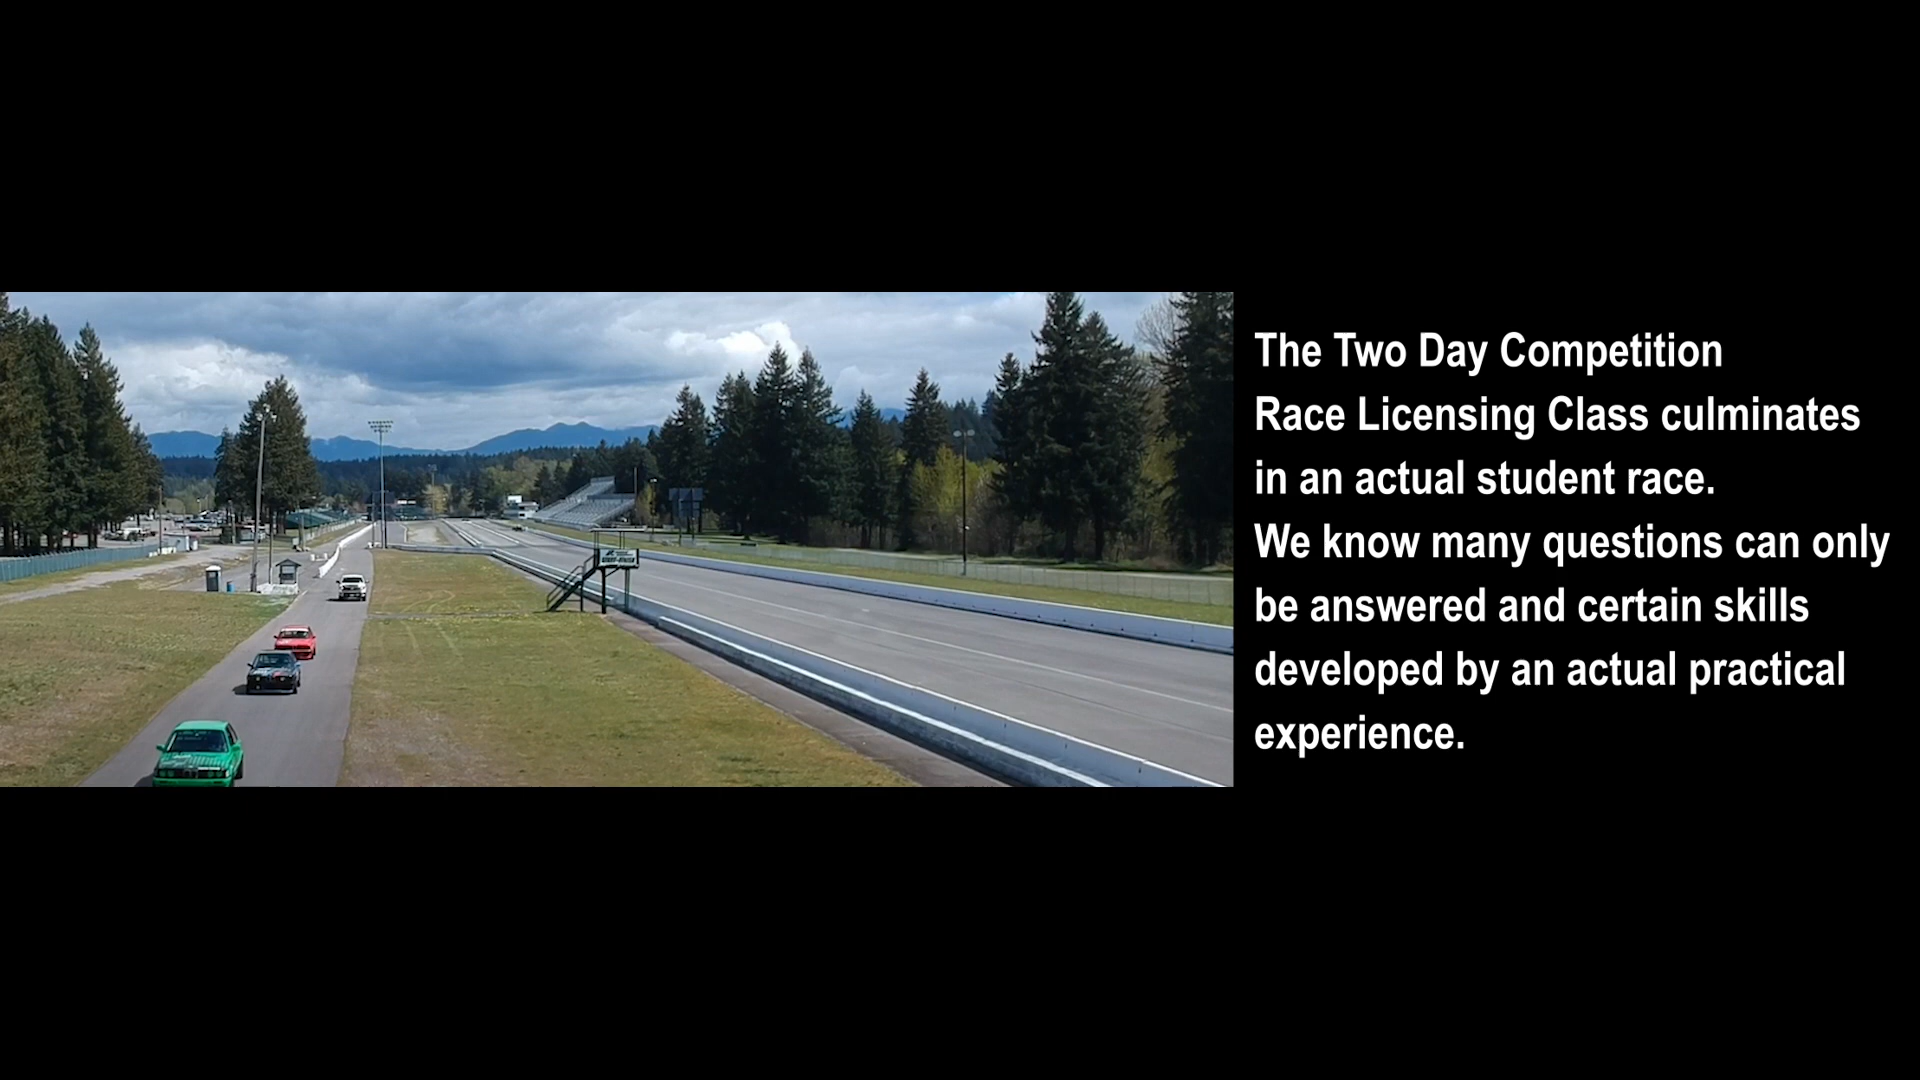 The Two Day Competition
Race Licensing Class culminates
in an actual student race.
We know many questions can only
be answered and certain skills
developed by an actual practical
experience.